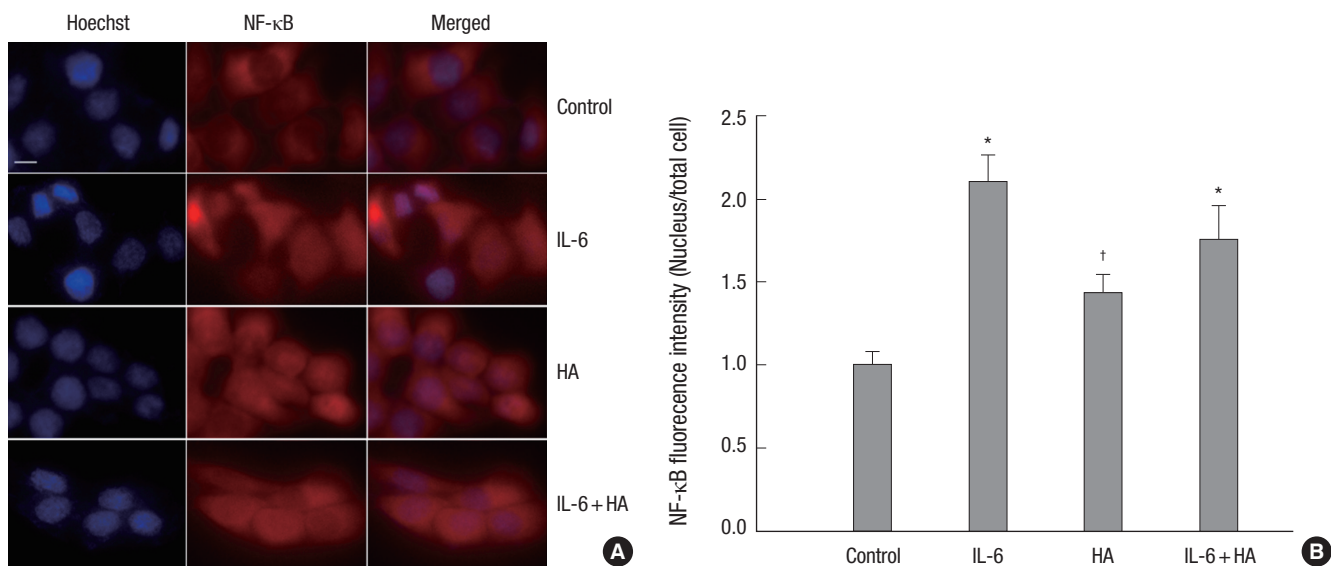 Hoechst NF-κB Merged
Control
IL-6
HA
IL-6 + HA
A
NF-κB fluorecence intensity (Nucleus/total cell)
2.5
2.0
1.5
1.0
0.5
0.0
*
†
*
Control IL-6 HA IL-6 + HA
B